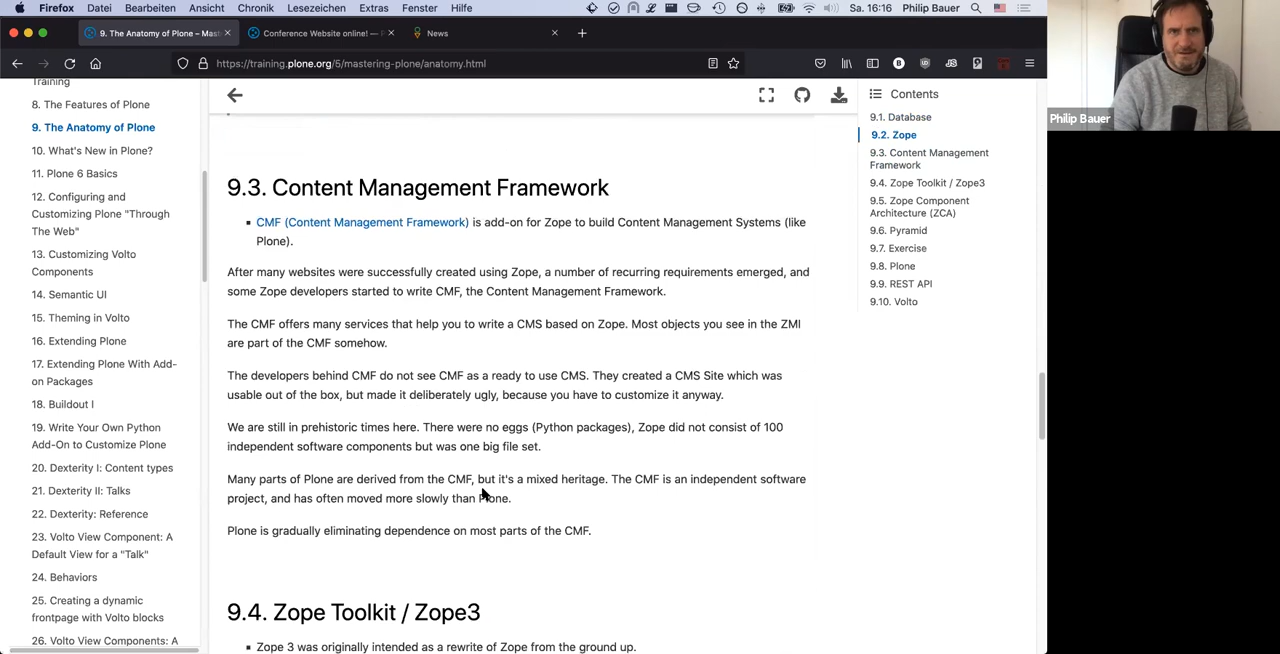 Firefox Datei Bearbeiten Ansicht Chronik Lesezeichen Extras Fenster Hilfe Sa. 16:16 Philip Bauer
9. The Anatomy of Plone – Mast
Conference Website online! — P
News
https://training.plone.org/5/mastering-plone/anatomy.html
Training
8. The Features of Plone
9. The Anatomy of Plone
10. What's New in Plone?
11. Plone 6 Basics
12. Configuring and
Customizing Plone "Through
The Web"
13. Customizing Volto
Components
14. Semantic UI
15. Theming in Volto
16. Extending Plone
17. Extending Plone With Add-
on Packages
18. Buildout I
19. Write Your Own Python
Add-On to Customize Plone
20. Dexterity I: Content types
21. Dexterity II: Talks
22. Dexterity: Reference
23. Volto View Component: A
Default View for a "Talk"
24. Behaviors
25. Creating a dynamic
frontpage with Volto blocks
26. Volto View Components: A
9.3. Content Management Framework
CMF (Content Management Framework) is add-on for Zope to build Content Management Systems (like
Plone).
After many websites were successfully created using Zope, a number of recurring requirements emerged, and
some Zope developers started to write CMF, the Content Management Framework.
The CMF offers many services that help you to write a CMS based on Zope. Most objects you see in the ZMI
are part of the CMF somehow.
The developers behind CMF do not see CMF as a ready to use CMS. They created a CMS Site which was
usable out of the box, but made it deliberately ugly, because you have to customize it anyway.
We are still in prehistoric times here. There were no eggs (Python packages), Zope did not consist of 100
independent software components but was one big file set.
Many parts of Plone are derived from the CMF, but it's a mixed heritage. The CMF is an independent software
project, and has often moved more slowly than Plone.
Plone is gradually eliminating dependence on most parts of the CMF.
9.4. Zope Toolkit / Zope3
Zope 3 was originally intended as a rewrite of Zope from the ground up.
Contents
9.1. Database
9.2. Zope
9.3. Content Management
Framework
9.4. Zope Toolkit / Zope3
9.5. Zope Component
Architecture (ZCA)
9.6. Pyramid
9.7. Exercise
9.8. Plone
9.9. REST API
9.10. Volto
Philip Bauer